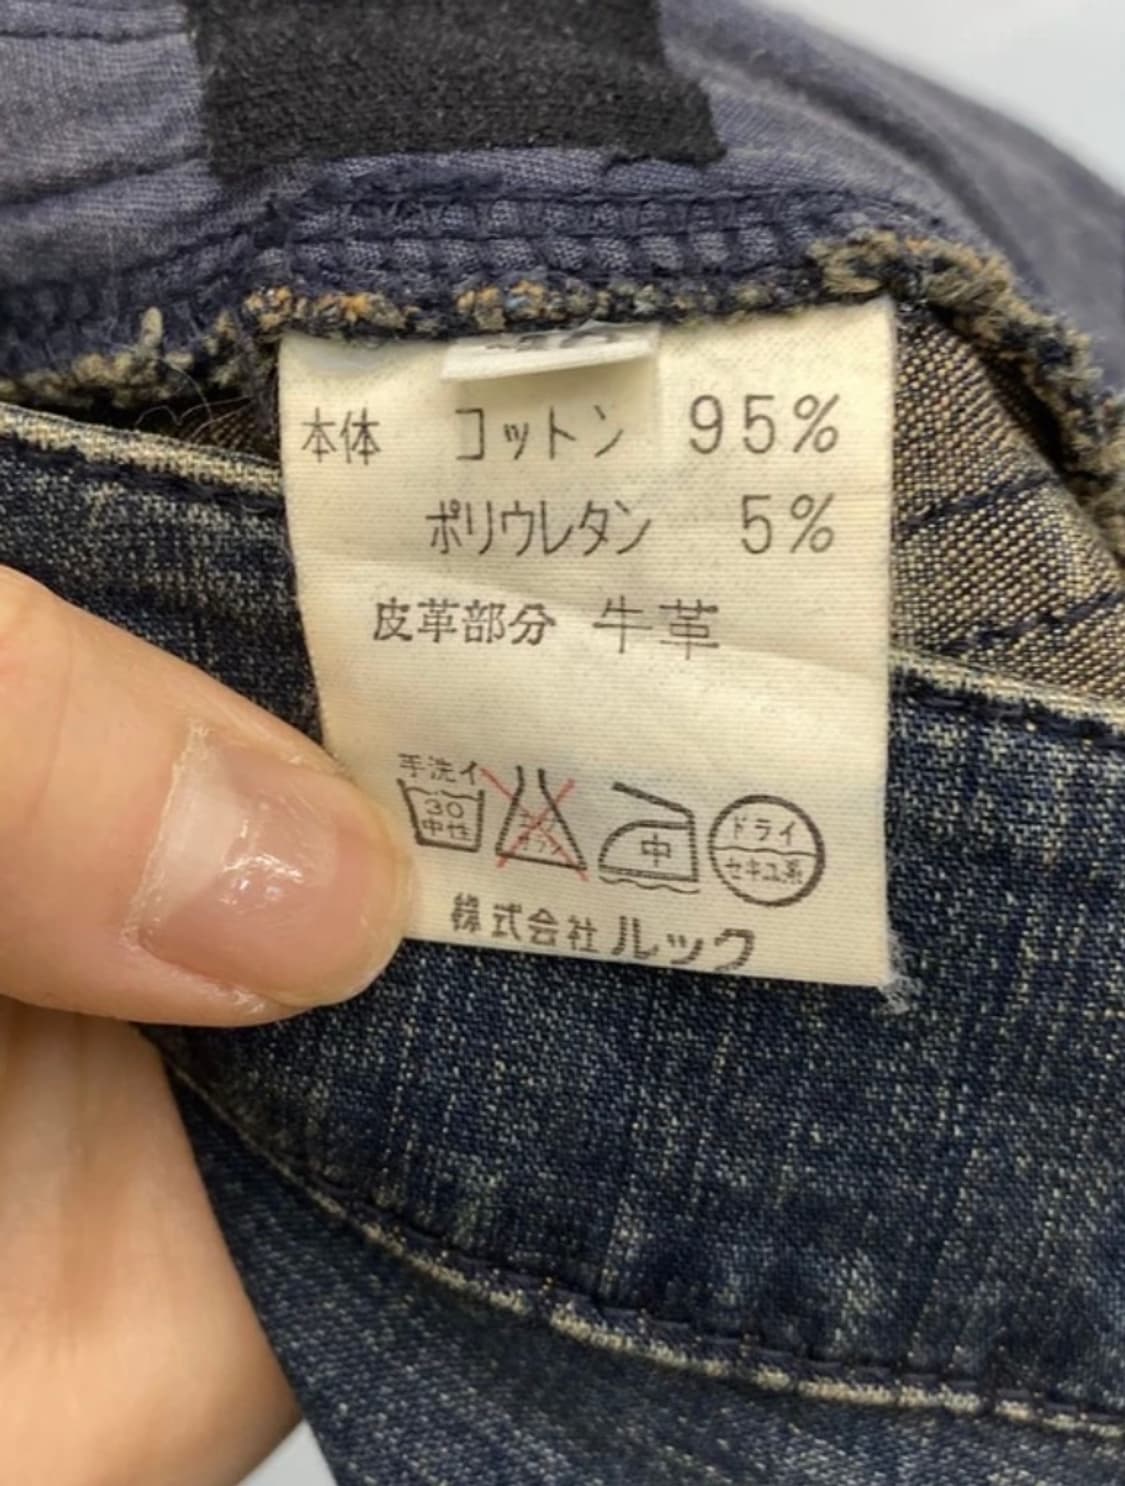 本体 コットン 95%
ポリウレタン 5%
皮革部分 牛革
手洗イ
30
中性
中
ドライ
セキユ系
株式会社ルック